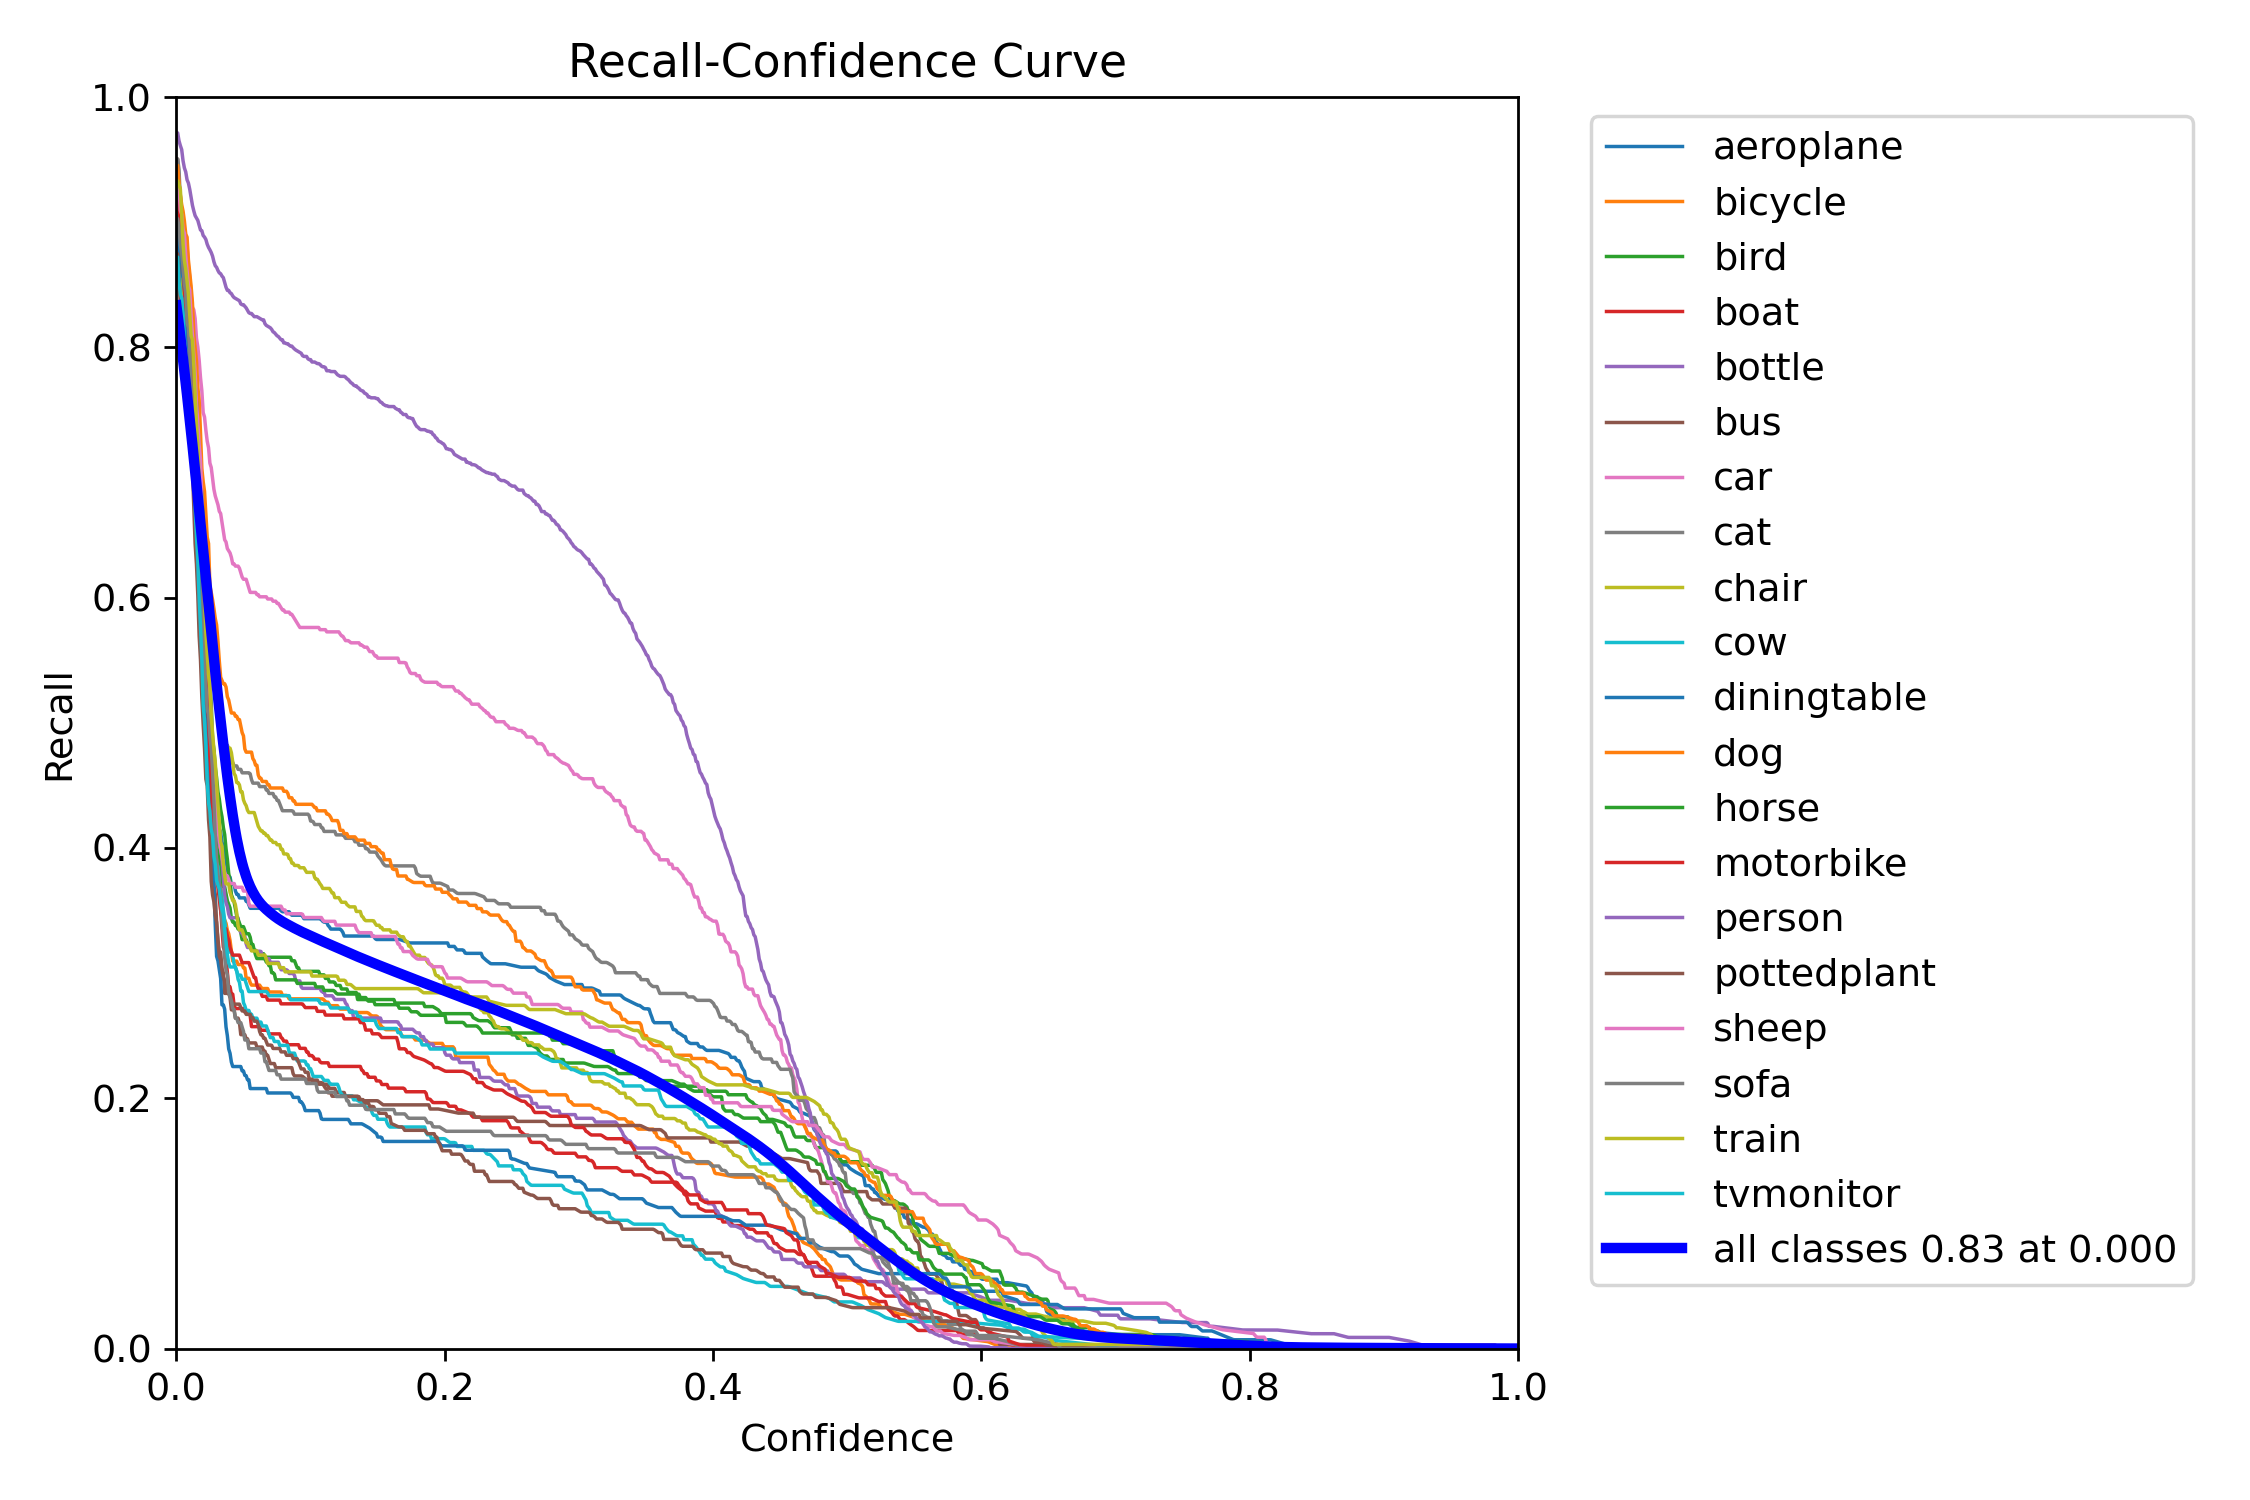 Recall-Confidence Curve
1.0
0.8
0.6
0.4
0.2
0.0
Recall
0.0 0.2 0.4 0.6 0.8 1.0
Confidence
aeroplane
bicycle
bird
boat
bottle
bus
car
cat
chair
cow
diningtable
dog
horse
motorbike
person
pottedplant
sheep
sofa
train
tvmonitor
all classes 0.83 at 0.000